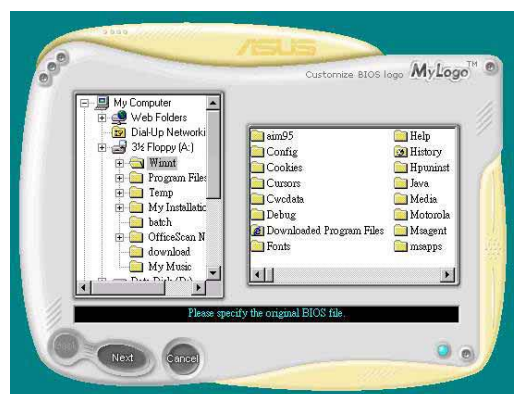 ASUS
Customize BIOS logo MyLogo™
My Computer
Web Folders
Dial-Up Networki
3½ Floppy (A:)
Winnt
Program Files
Temp
My Installatic
batch
OfficeScan N
download
My Music
aim95
Config
Cookies
Cursors
Cwcdata
Debug
Downloaded Program Files
Fonts
Help
History
Hpuninst
Java
Media
Motorola
Msagent
msapps
Please specify the original BIOS file.
Next
Cancel